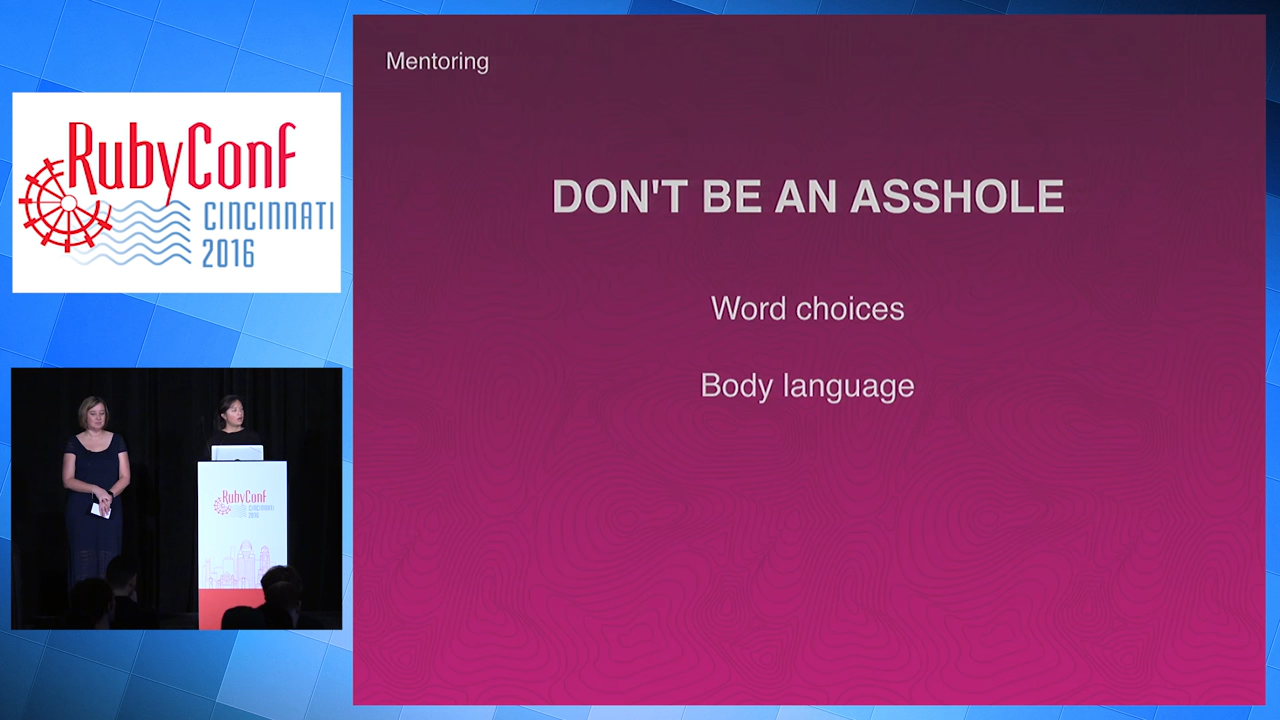 RubyConf
CINCINNATI
2016
Mentoring
DON'T BE AN ASSHOLE
Word choices
Body language
RubyConf
CINCINNATI
2016